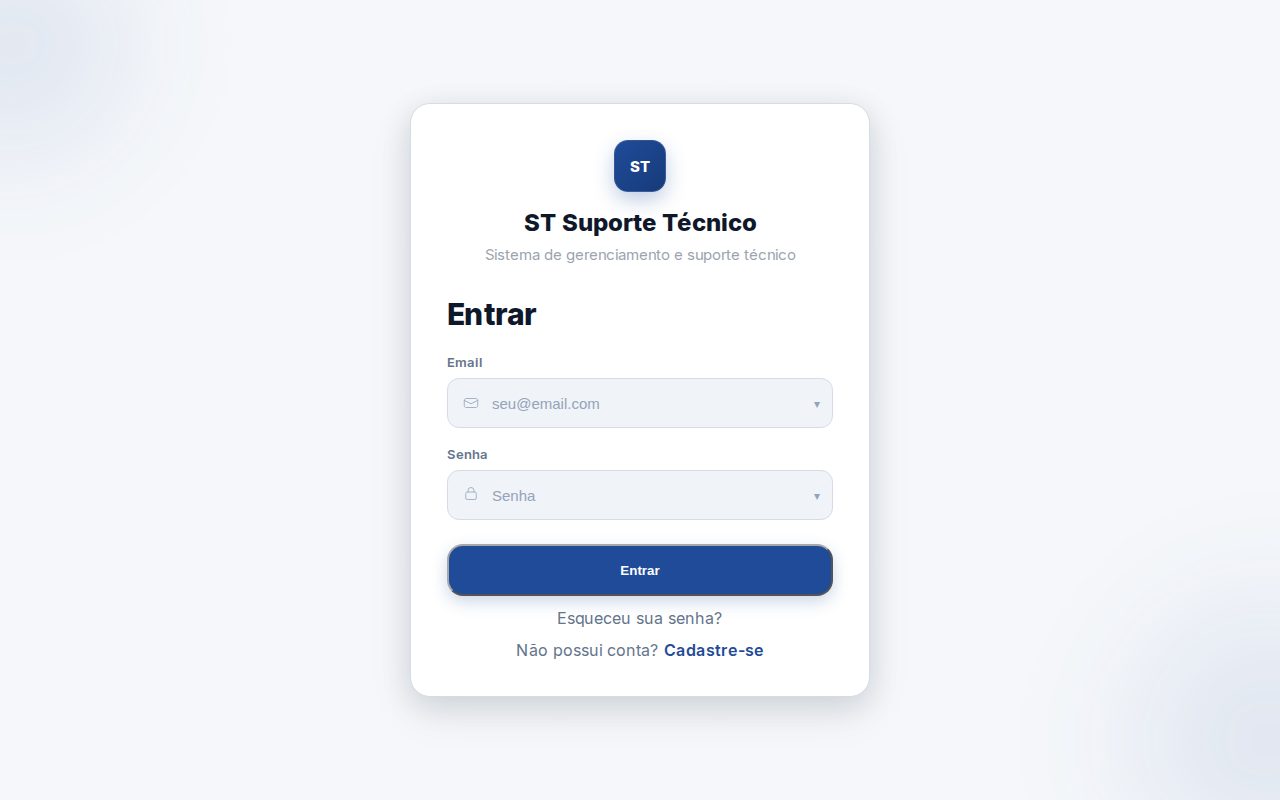 ST
ST Suporte Técnico
Sistema de gerenciamento e suporte técnico
Entrar
Email
seu@email.com
Senha
Senha
Entrar
Esqueceu sua senha?
Não possui conta? Cadastre-se